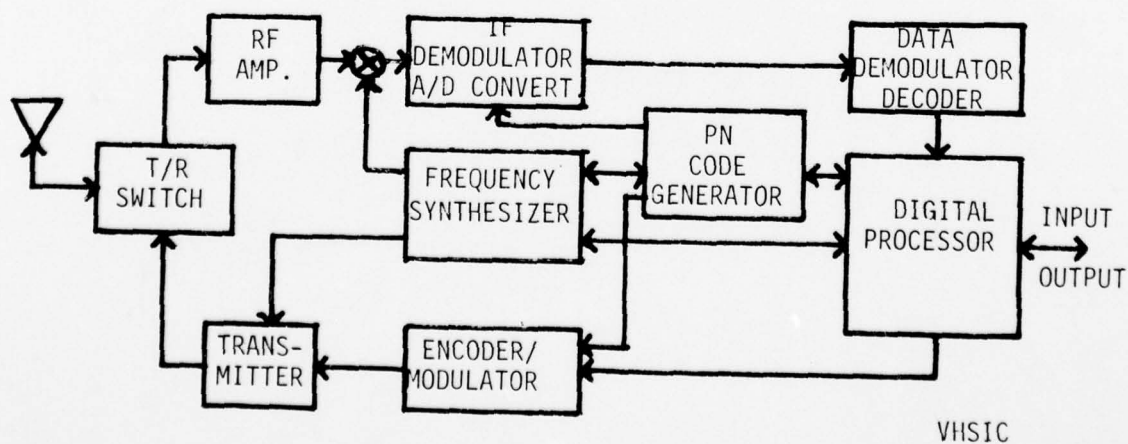 RF
AMP.
IF
DEMODULATOR
A/D CONVERT.
DATA
DEMODULATOR
DECODER
T/R
SWITCH
FREQUENCY
SYNTHESIZER
PN
CODE
GENERATOR
DIGITAL
PROCESSOR
INPUT
OUTPUT
TRANS-
MITTER
ENCODER/
MODULATOR
VHSIC